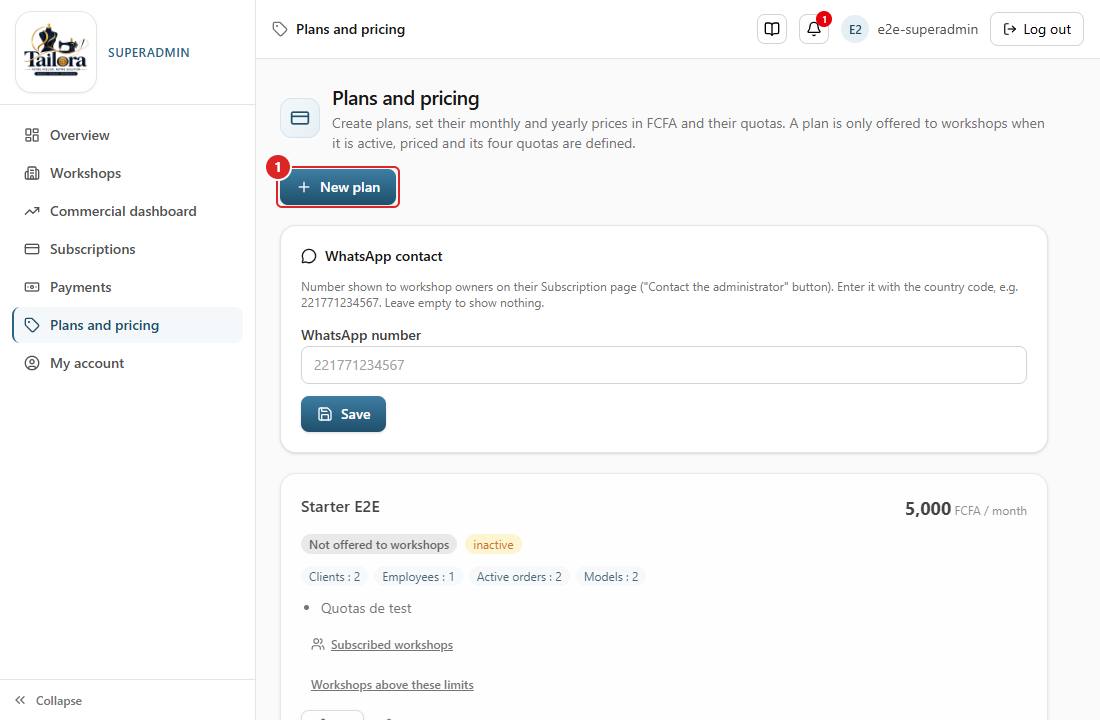 Tailora
SUPERADMIN
Overview
Workshops
Commercial dashboard
Subscriptions
Payments
Plans and pricing
My account
Collapse
Plans and pricing
1
E2
e2e-superadmin
Log out
Plans and pricing
Create plans, set their monthly and yearly prices in FCFA and their quotas. A plan is only offered to workshops when
it is active, priced and its four quotas are defined.
1
New plan
WhatsApp contact
Number shown to workshop owners on their Subscription page ("Contact the administrator" button). Enter it with the country code, e.g.
221771234567. Leave empty to show nothing.
WhatsApp number
221771234567
Save
Starter E2E
5,000 FCFA / month
Not offered to workshops
inactive
Clients : 2
Employees : 1
Active orders : 2
Models : 2
• Quotas de test
Subscribed workshops
Workshops above these limits